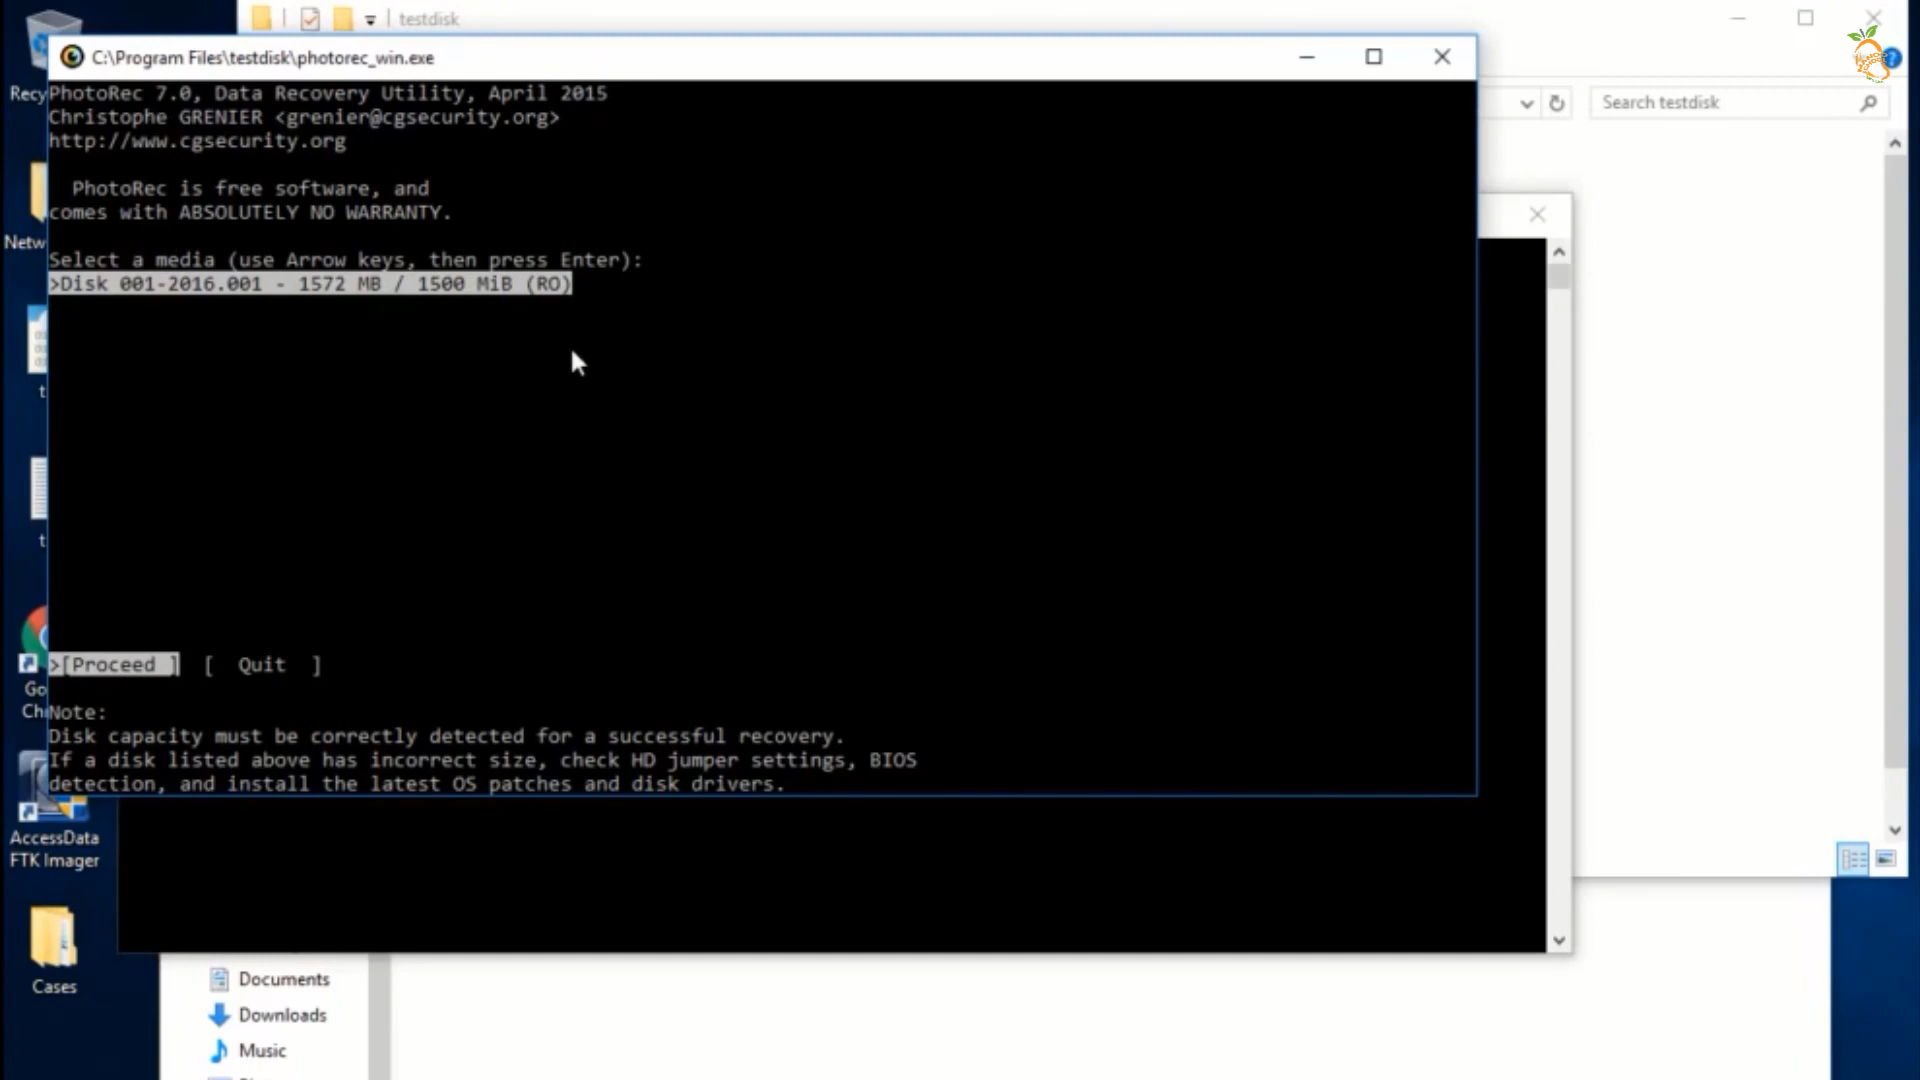 testdisk
C:\Program Files\testdisk\photorec_win.exe
Search testdisk
Recy
PhotoRec 7.0, Data Recovery Utility, April 2015
Christophe GRENIER <grenier@cgsecurity.org>
http://www.cgsecurity.org
PhotoRec is free software, and
comes with ABSOLUTELY NO WARRANTY.
Netw
Select a media (use Arrow keys, then press Enter):
>Disk 001-2016.001 - 1572 MB / 1500 MiB (RO)
t
t
>[Proceed ]  [  Quit  ]
Go
Ch
Note:
Disk capacity must be correctly detected for a successful recovery.
If a disk listed above has incorrect size, check HD jumper settings, BIOS
detection, and install the latest OS patches and disk drivers.
AccessData
FTK Imager
Cases
Documents
Downloads
Music